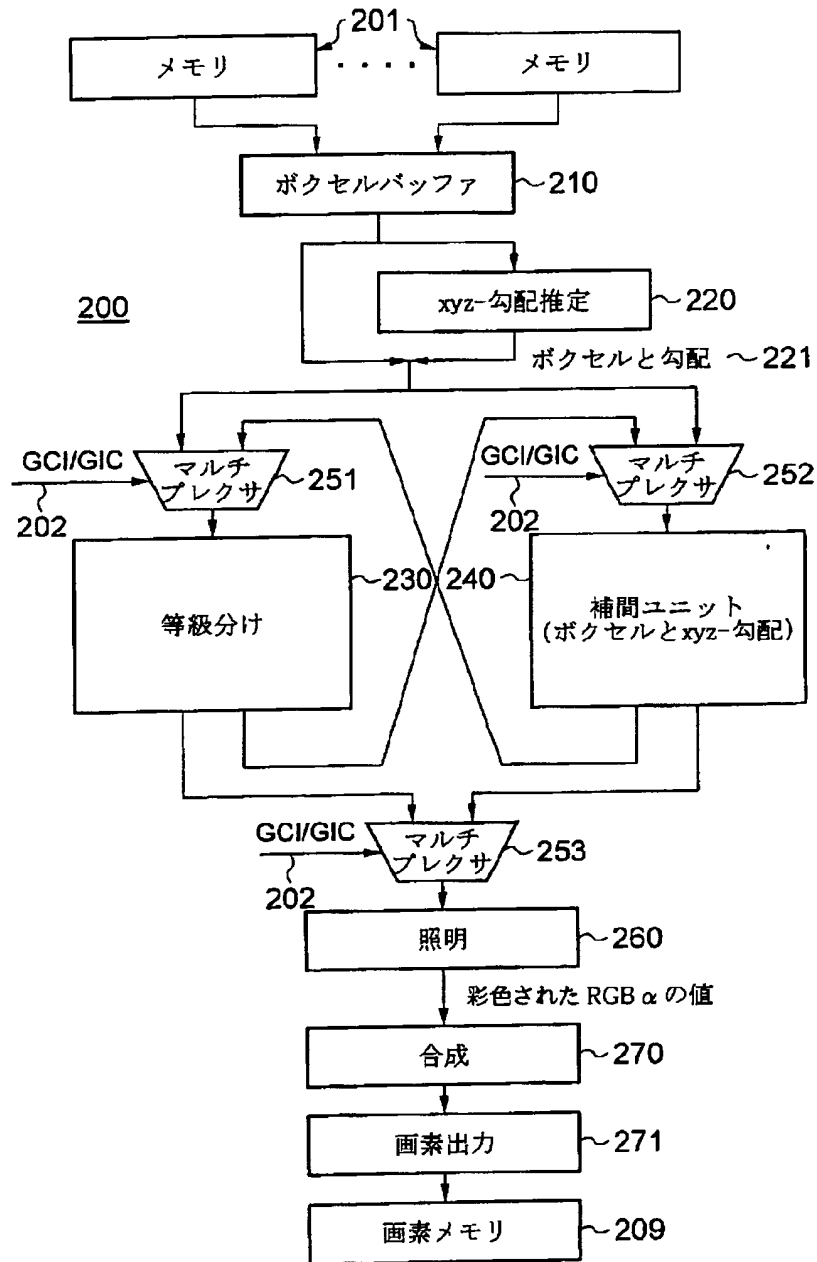 201
メモリ
・・・・
メモリ
ボクセルバッファ
210
200
xyz-勾配推定
220
ボクセルと勾配
221
GCI/GIC
マルチ
プレクサ
251
202
GCI/GIC
マルチ
プレクサ
252
202
等級分け
230
240
補間ユニット
(ボクセルとxyz-勾配)
GCI/GIC
マルチ
プレクサ
253
202
照明
260
彩色された RGB α の値
合成
270
画素出力
271
画素メモリ
209